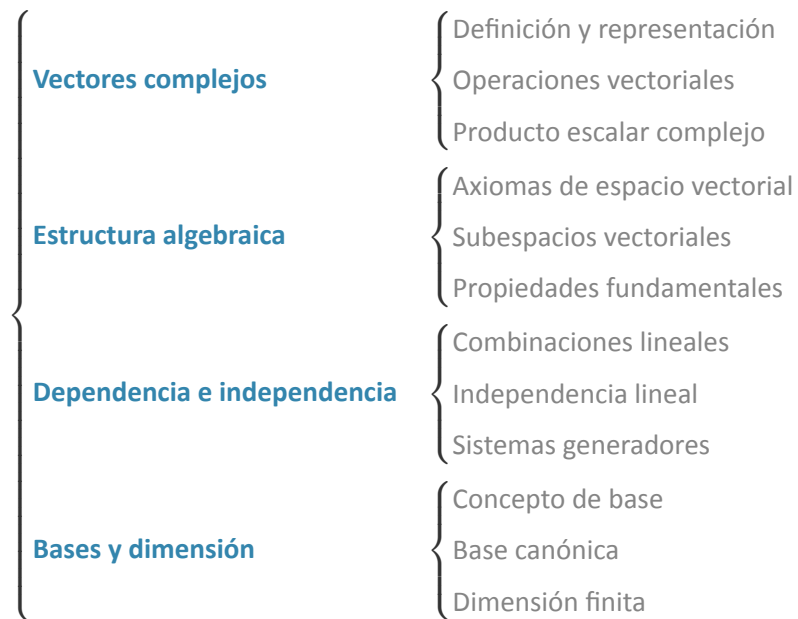 Vectores complejos
Definición y representación
Operaciones vectoriales
Producto escalar complejo
Estructura algebraica
Axiomas de espacio vectorial
Subespacios vectoriales
Propiedades fundamentales
Dependencia e independencia
Combinaciones lineales
Independencia lineal
Sistemas generadores
Bases y dimensión
Concepto de base
Base canónica
Dimensión finita